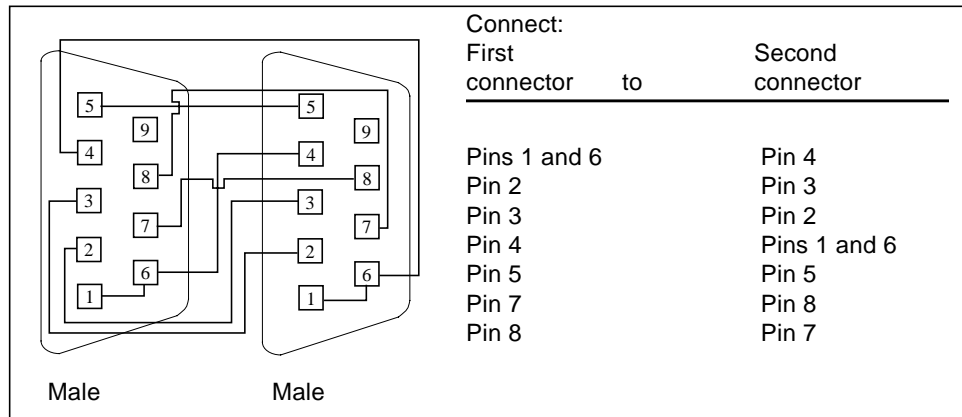 5
9
4
8
3
7
2
6
1
5
9
4
8
3
7
2
6
1
Male Male
Connect:
First Second
connector to connector
Pins 1 and 6 Pin 4
Pin 2 Pin 3
Pin 3 Pin 2
Pin 4 Pins 1 and 6
Pin 5 Pin 5
Pin 7 Pin 8
Pin 8 Pin 7